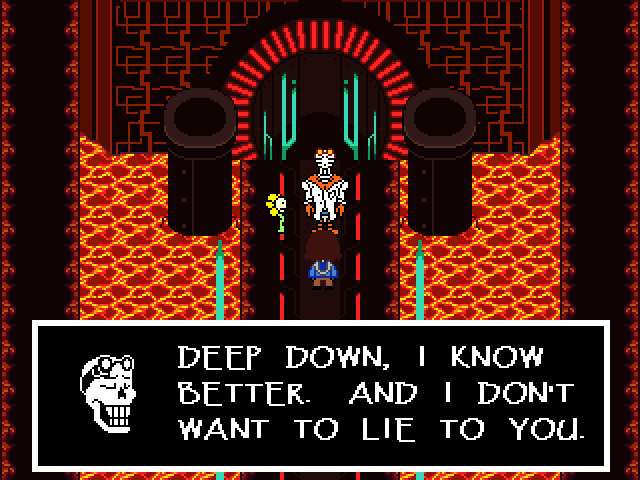 DEEP DOWN, I KNOW
BETTER. AND I DON'T
WANT TO LIE TO YOU.